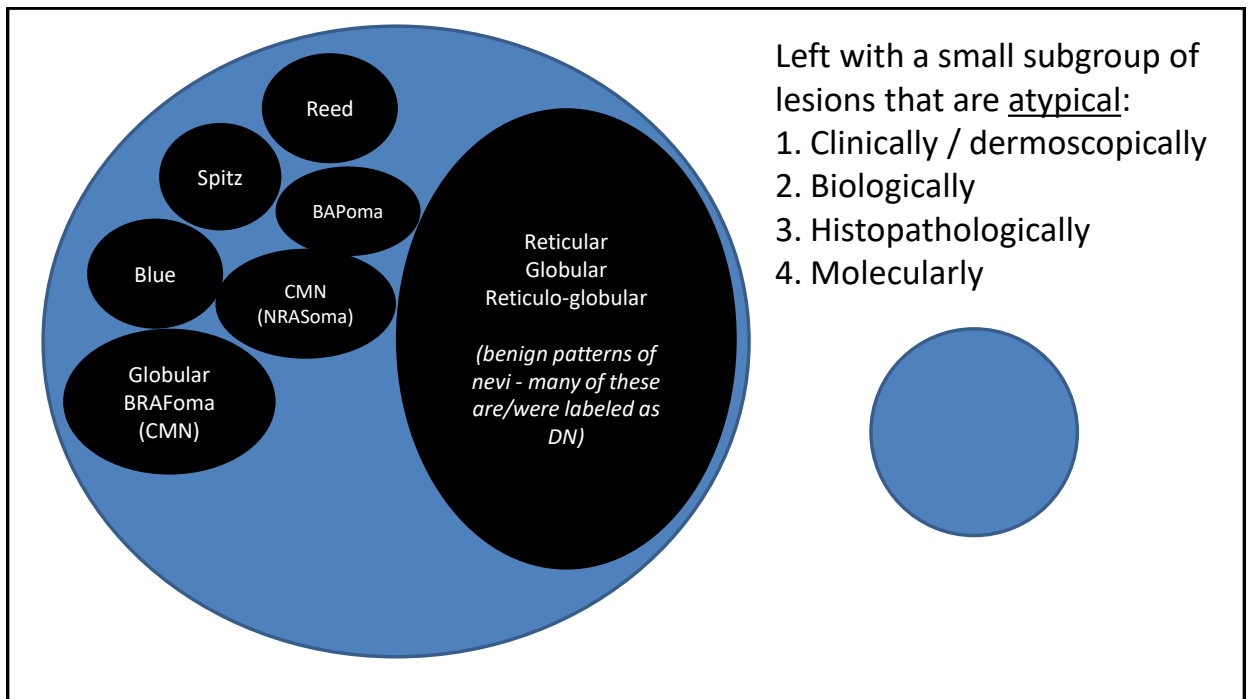 Reed
Spitz
BAPoma
Blue
CMN
(NRASoma)
Globular
BRAFoma
(CMN)
Reticular
Globular
Reticulo-globular
(benign patterns of
nevi - many of these
are/were labeled as
DN)
Left with a small subgroup of
lesions that are atypical:
1. Clinically / dermoscopically
2. Biologically
3. Histopathologically
4. Molecularly